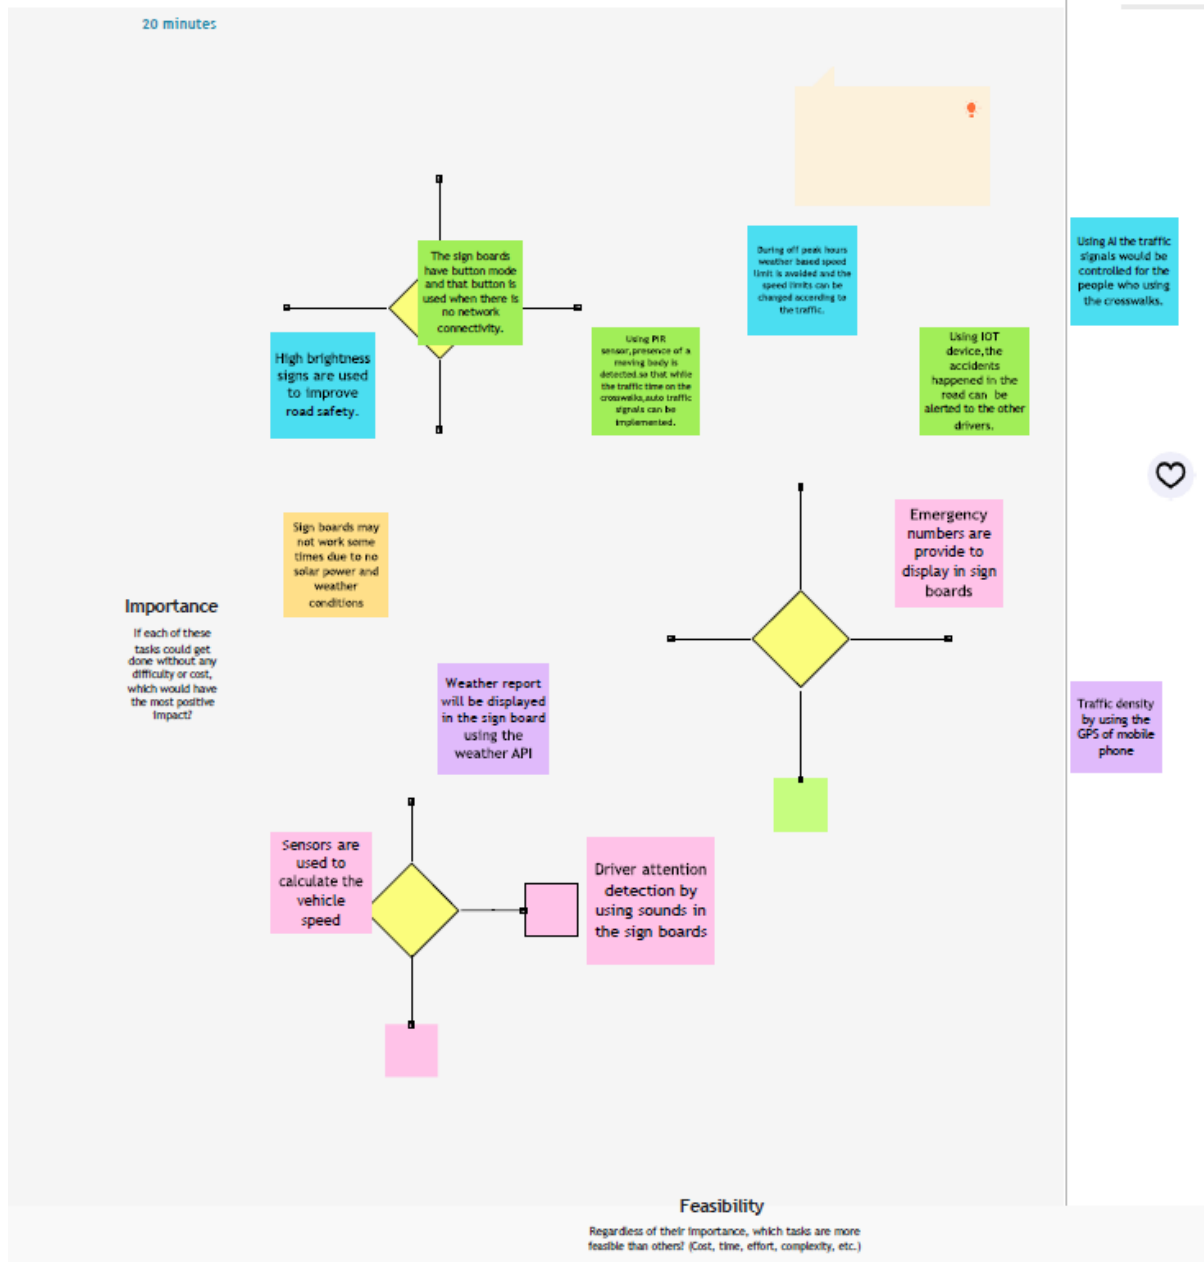 20 minutes
The sign boards
have button mode
and that button is
used when there is
no network
connectivity.
High brightness
signs are used
to improve
road safety.
Using PIR
sensor,presence of a
moving body is
detected.so that while
the traffic time on the
crosswalks,auto traffic
signals can be
implemented.
During off peak hours
weather based speed
limit is avoided and the
speed limits can be
changed according to
the traffic.
Using IOT
device,the
accidents
happened in the
road can be
alerted to the other
drivers.
Using AI the traffic
signals would be
controlled for the
people who using
the crosswalks.
Sign boards may
not work some
times due to no
solar power and
weather
conditions
Emergency
numbers are
provide to
display in sign
boards
Importance
If each of these
tasks could get
done without any
difficulty or cost,
which would have
the most positive
impact?
Weather report
will be displayed
in the sign board
using the
weather API
Traffic density
by using the
GPS of mobile
phone
Sensors are
used to
calculate the
vehicle
speed
Driver attention
detection by
using sounds in
the sign boards
Feasibility
Regardless of their importance, which tasks are more
feasible than others? (Cost, time, effort, complexity, etc.)